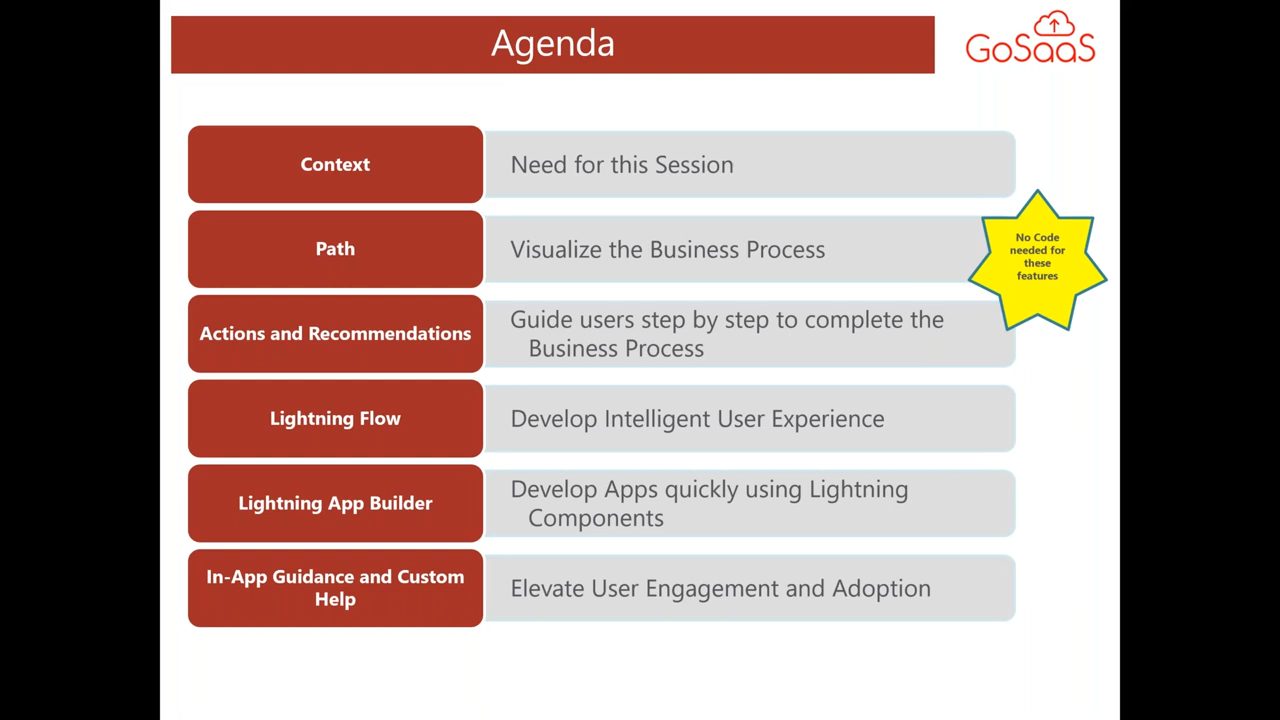 Agenda
GoSaaS
Context
Need for this Session
Path
Visualize the Business Process
No Code
needed for
these
features
Actions and Recommendations
Guide users step by step to complete the
Business Process
Lightning Flow
Develop Intelligent User Experience
Lightning App Builder
Develop Apps quickly using Lightning
Components
In-App Guidance and Custom
Help
Elevate User Engagement and Adoption